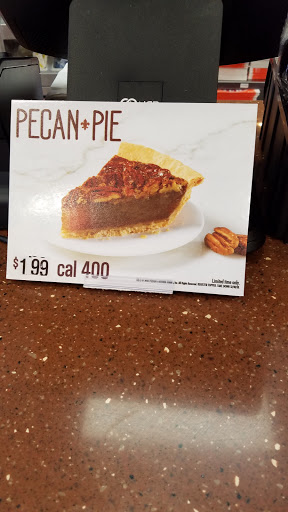 PECAN PIE
$1.99 cal 400
Limited time only.